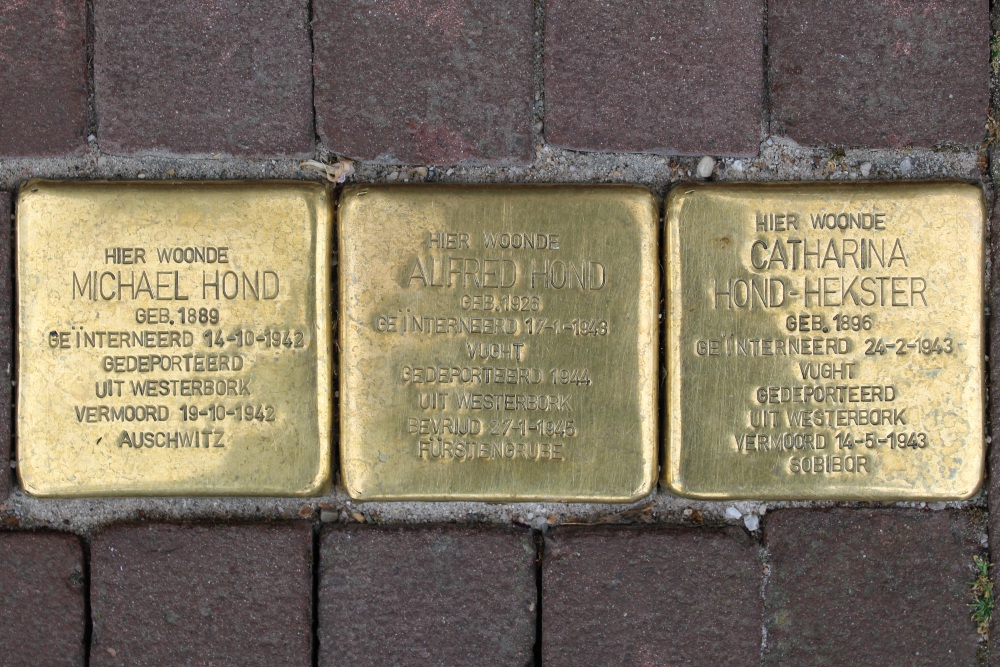 HIER WOONDE
MICHAEL HOND
GEB. 1889
GEÏNTERNEERD 14-10-1942
GEDEPORTEERD
UIT WESTERBORK
VERMOORD 19-10-1942
AUSCHWITZ
HIER WOONDE
ALFRED HOND
GEB. 1926
GEÏNTERNEERD 17-1-1943
VUGHT
GEDEPORTEERD 1944
UIT WESTERBORK
BEVRIJD 27-1-1945
FÜRSTENGRUBE
HIER WOONDE
CATHARINA
HOND-HEKSTER
GEB. 1896
GEÏNTERNEERD 24-2-1943
VUGHT
GEDEPORTEERD
UIT WESTERBORK
VERMOORD 14-5-1943
SOBIBOR